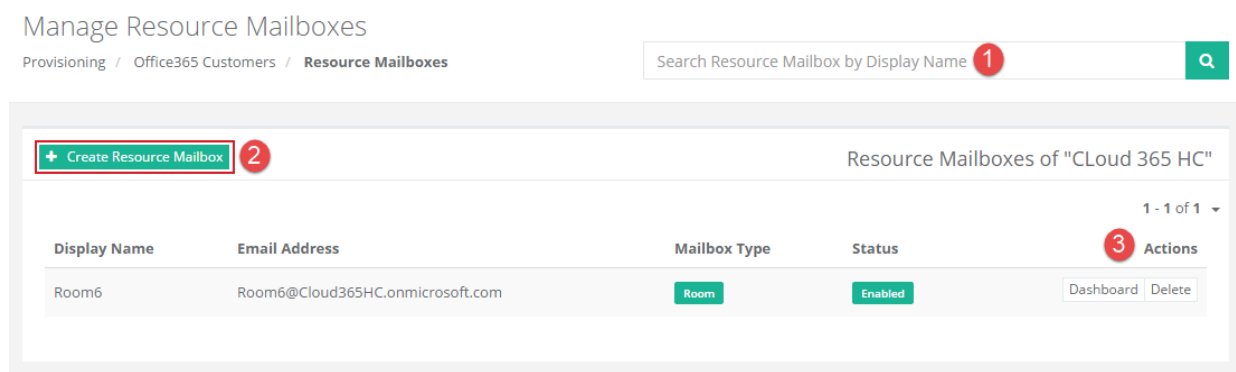 Manage Resource Mailboxes
Provisioning / Office365 Customers / Resource Mailboxes
Search Resource Mailbox by Display Name 1
+ Create Resource Mailbox 2
Resource Mailboxes of "CLoud 365 HC"
1 - 1 of 1
Display Name Email Address Mailbox Type Status 3 Actions
Room6 Room6@Cloud365HC.onmicrosoft.com Room Enabled Dashboard Delete